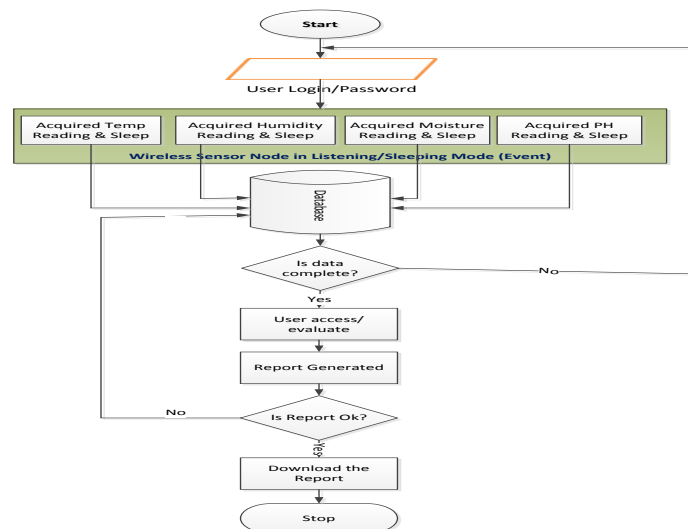 Start
User Login/Password
Acquired Temp
Reading & Sleep
Acquired Humidity
Reading & Sleep
Acquired Moisture
Reading & Sleep
Acquired PH
Reading & Sleep
Wireless Sensor Node in Listening/Sleeping Mode (Event)
Database
Is data
complete?
No
Yes
User access/
evaluate
Report Generated
Is Report Ok?
No
Yes
Download the
Report
Stop